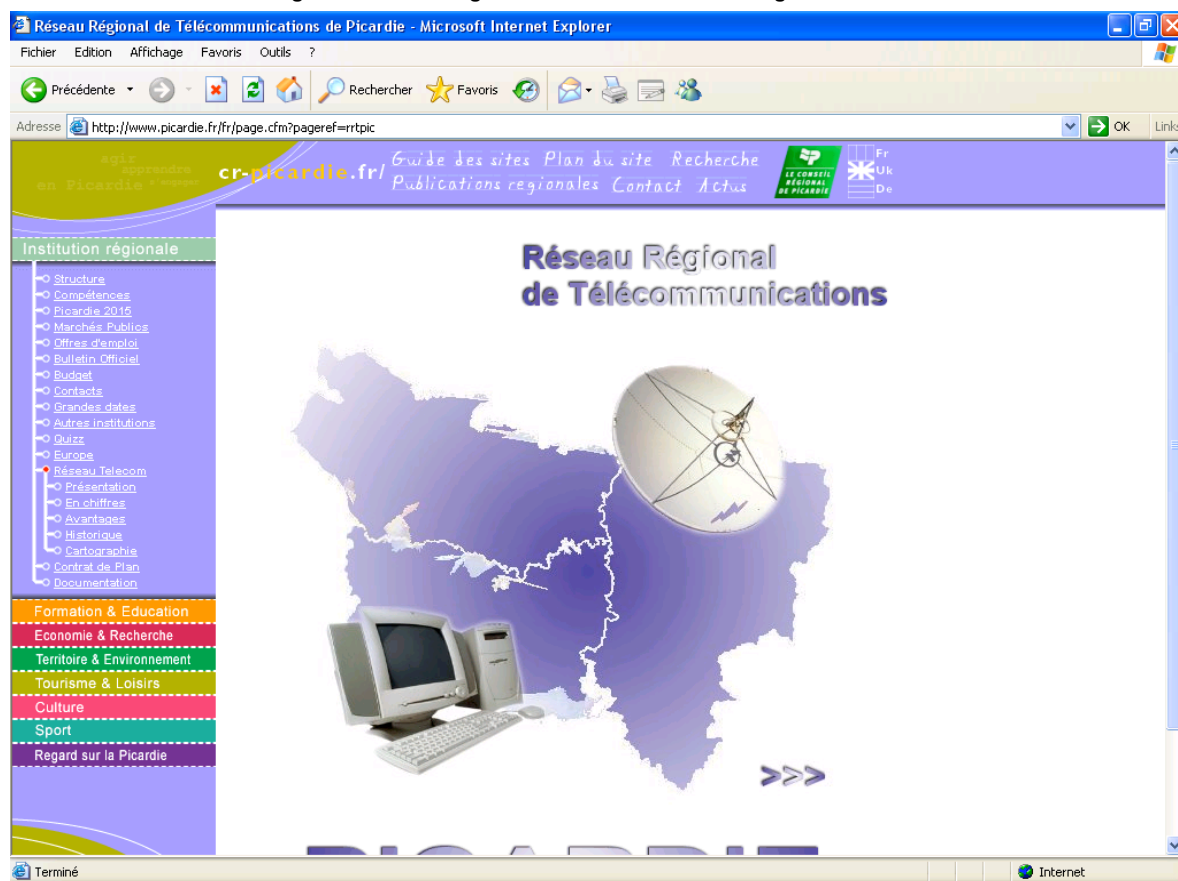 Réseau Régional de Télécommunications de Picardie - Microsoft Internet Explorer
Fichier Edition Affichage Favoris Outils ?
Précédente Rechercher Favoris
Adresse http://www.picardie.fr/fr/page.cfm?pageref=rrtpic OK Links
agir
apprendre
en Picardie s'engager
cr-picardie.fr/
Guide des sites Plan du site Recherche
Publications regionales Contact Actus
LE CONSEIL
RÉGIONAL
DE PICARDIE
Fr
Uk
De
Institution régionale
Structure
Compétences
Picardie 2015
Marchés Publics
Offres d'emploi
Bulletin Officiel
Budget
Contacts
Grandes dates
Autres institutions
Quizz
Europe
Réseau Telecom
Présentation
En chiffres
Avantages
Historique
Cartographie
Contrat de Plan
Documentation
Formation & Education
Economie & Recherche
Territoire & Environnement
Tourisme & Loisirs
Culture
Sport
Regard sur la Picardie
Réseau Régional
de Télécommunications
>>>
PICARDIE
Terminé Internet